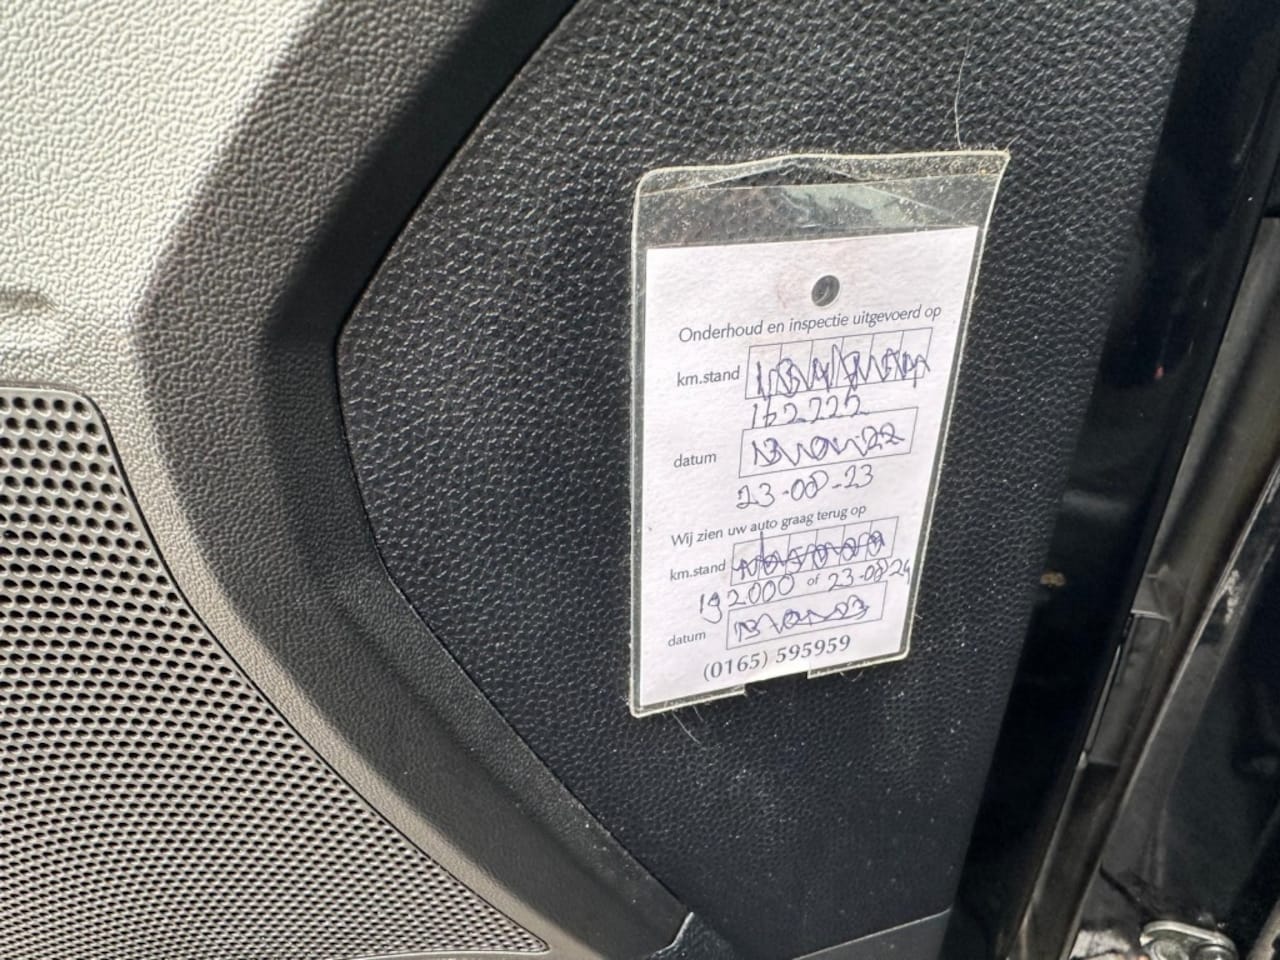 Onderhoud en inspectie uitgevoerd op
km.stand
162222
datum
23-08-23
Wij zien uw auto graag terug op
km.stand
192000 of 23-08-24
datum
(0165) 595959